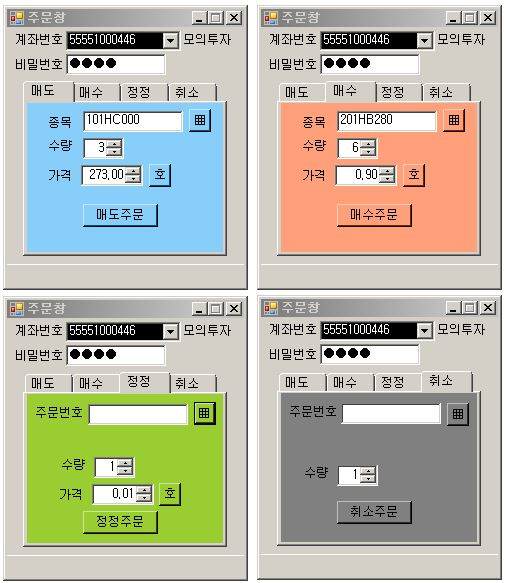 주문창
계좌번호 55551000446 모의투자
비밀번호 ●●●●
매도 매수 정정 취소
종목 101HC000
수량 3
가격 273,00 호
매도주문
주문창
계좌번호 55551000446 모의투자
비밀번호 ●●●●
매도 매수 정정 취소
종목 201HB280
수량 6
가격 0,90 호
매수주문
주문창
계좌번호 55551000446 모의투자
비밀번호 ●●●●
매도 매수 정정 취소
주문번호
수량 1
가격 0,01 호
정정주문
주문창
계좌번호 55551000446 모의투자
비밀번호 ●●●●
매도 매수 정정 취소
주문번호
수량 1
취소주문